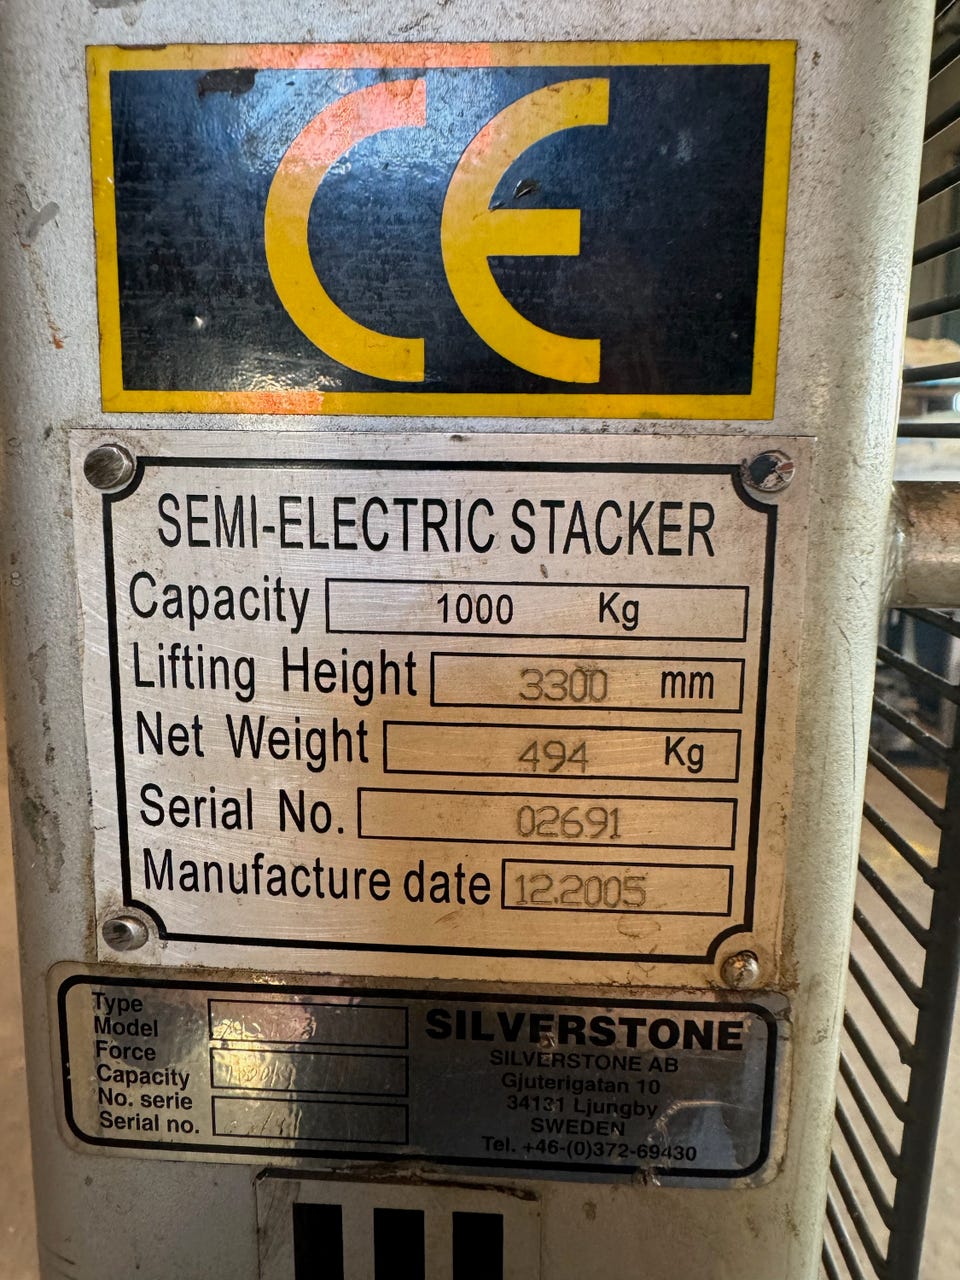 CE
SEMI-ELECTRIC STACKER
Capacity 1000 Kg
Lifting Height 3300 mm
Net Weight 494 Kg
Serial No. 02691
Manufacture date 12.2005
Type
Model
Force
Capacity
No. serie
Serial no.
SILVERSTONE
SILVERSTONE AB
Gjuterigatan 10
34131 Ljungby
SWEDEN
Tel. +46-(0)372-69430